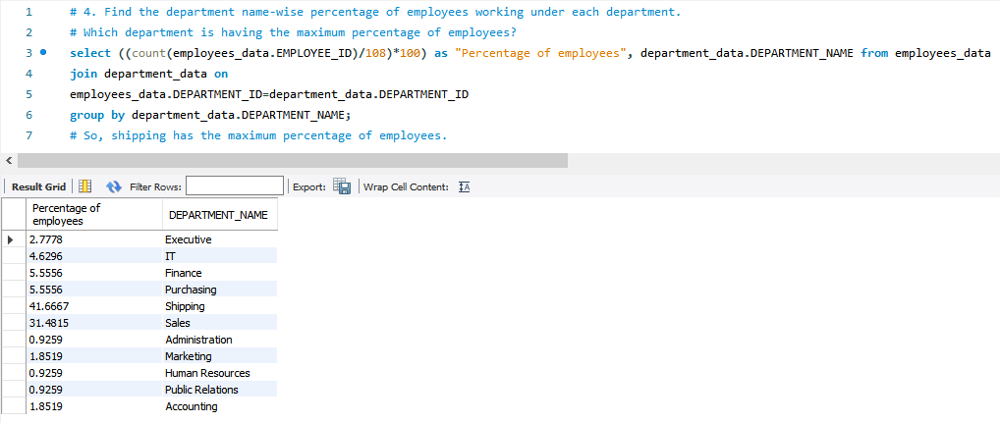 1 # 4. Find the department name-wise percentage of employees working under each department.
2 # Which department is having the maximum percentage of employees?
3 select ((count(employees_data.EMPLOYEE_ID)/108)*100) as "Percentage of employees", department_data.DEPARTMENT_NAME from employees_data
4 join department_data on
5 employees_data.DEPARTMENT_ID=department_data.DEPARTMENT_ID
6 group by department_data.DEPARTMENT_NAME;
7 # So, shipping has the maximum percentage of employees.
Result Grid Filter Rows: Export: Wrap Cell Content:
Percentage of
employees DEPARTMENT_NAME
2.7778 Executive
4.6296 IT
5.5556 Finance
5.5556 Purchasing
41.6667 Shipping
31.4815 Sales
0.9259 Administration
1.8519 Marketing
0.9259 Human Resources
0.9259 Public Relations
1.8519 Accounting